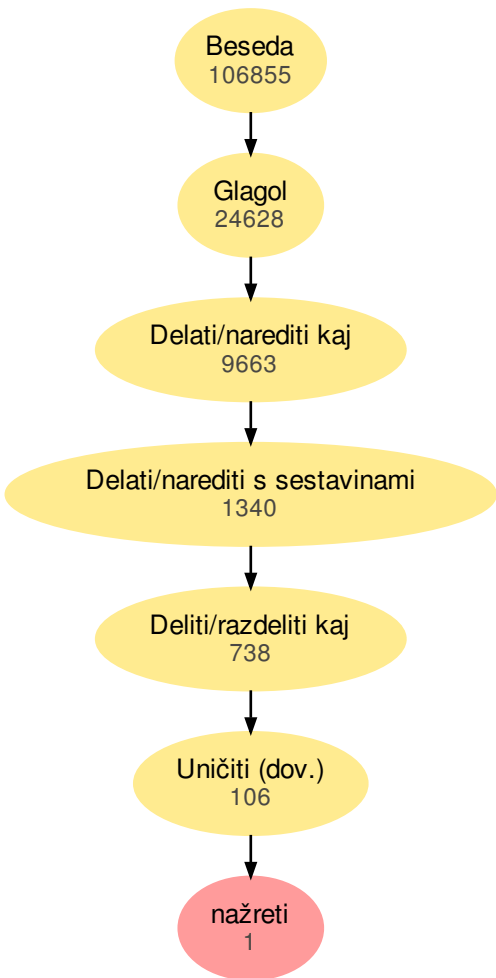 Beseda
106855
Glagol
24628
Delati/narediti kaj
9663
Delati/narediti s sestavinami
1340
Deliti/razdeliti kaj
738
Uničiti (dov.)
106
nažreti
1